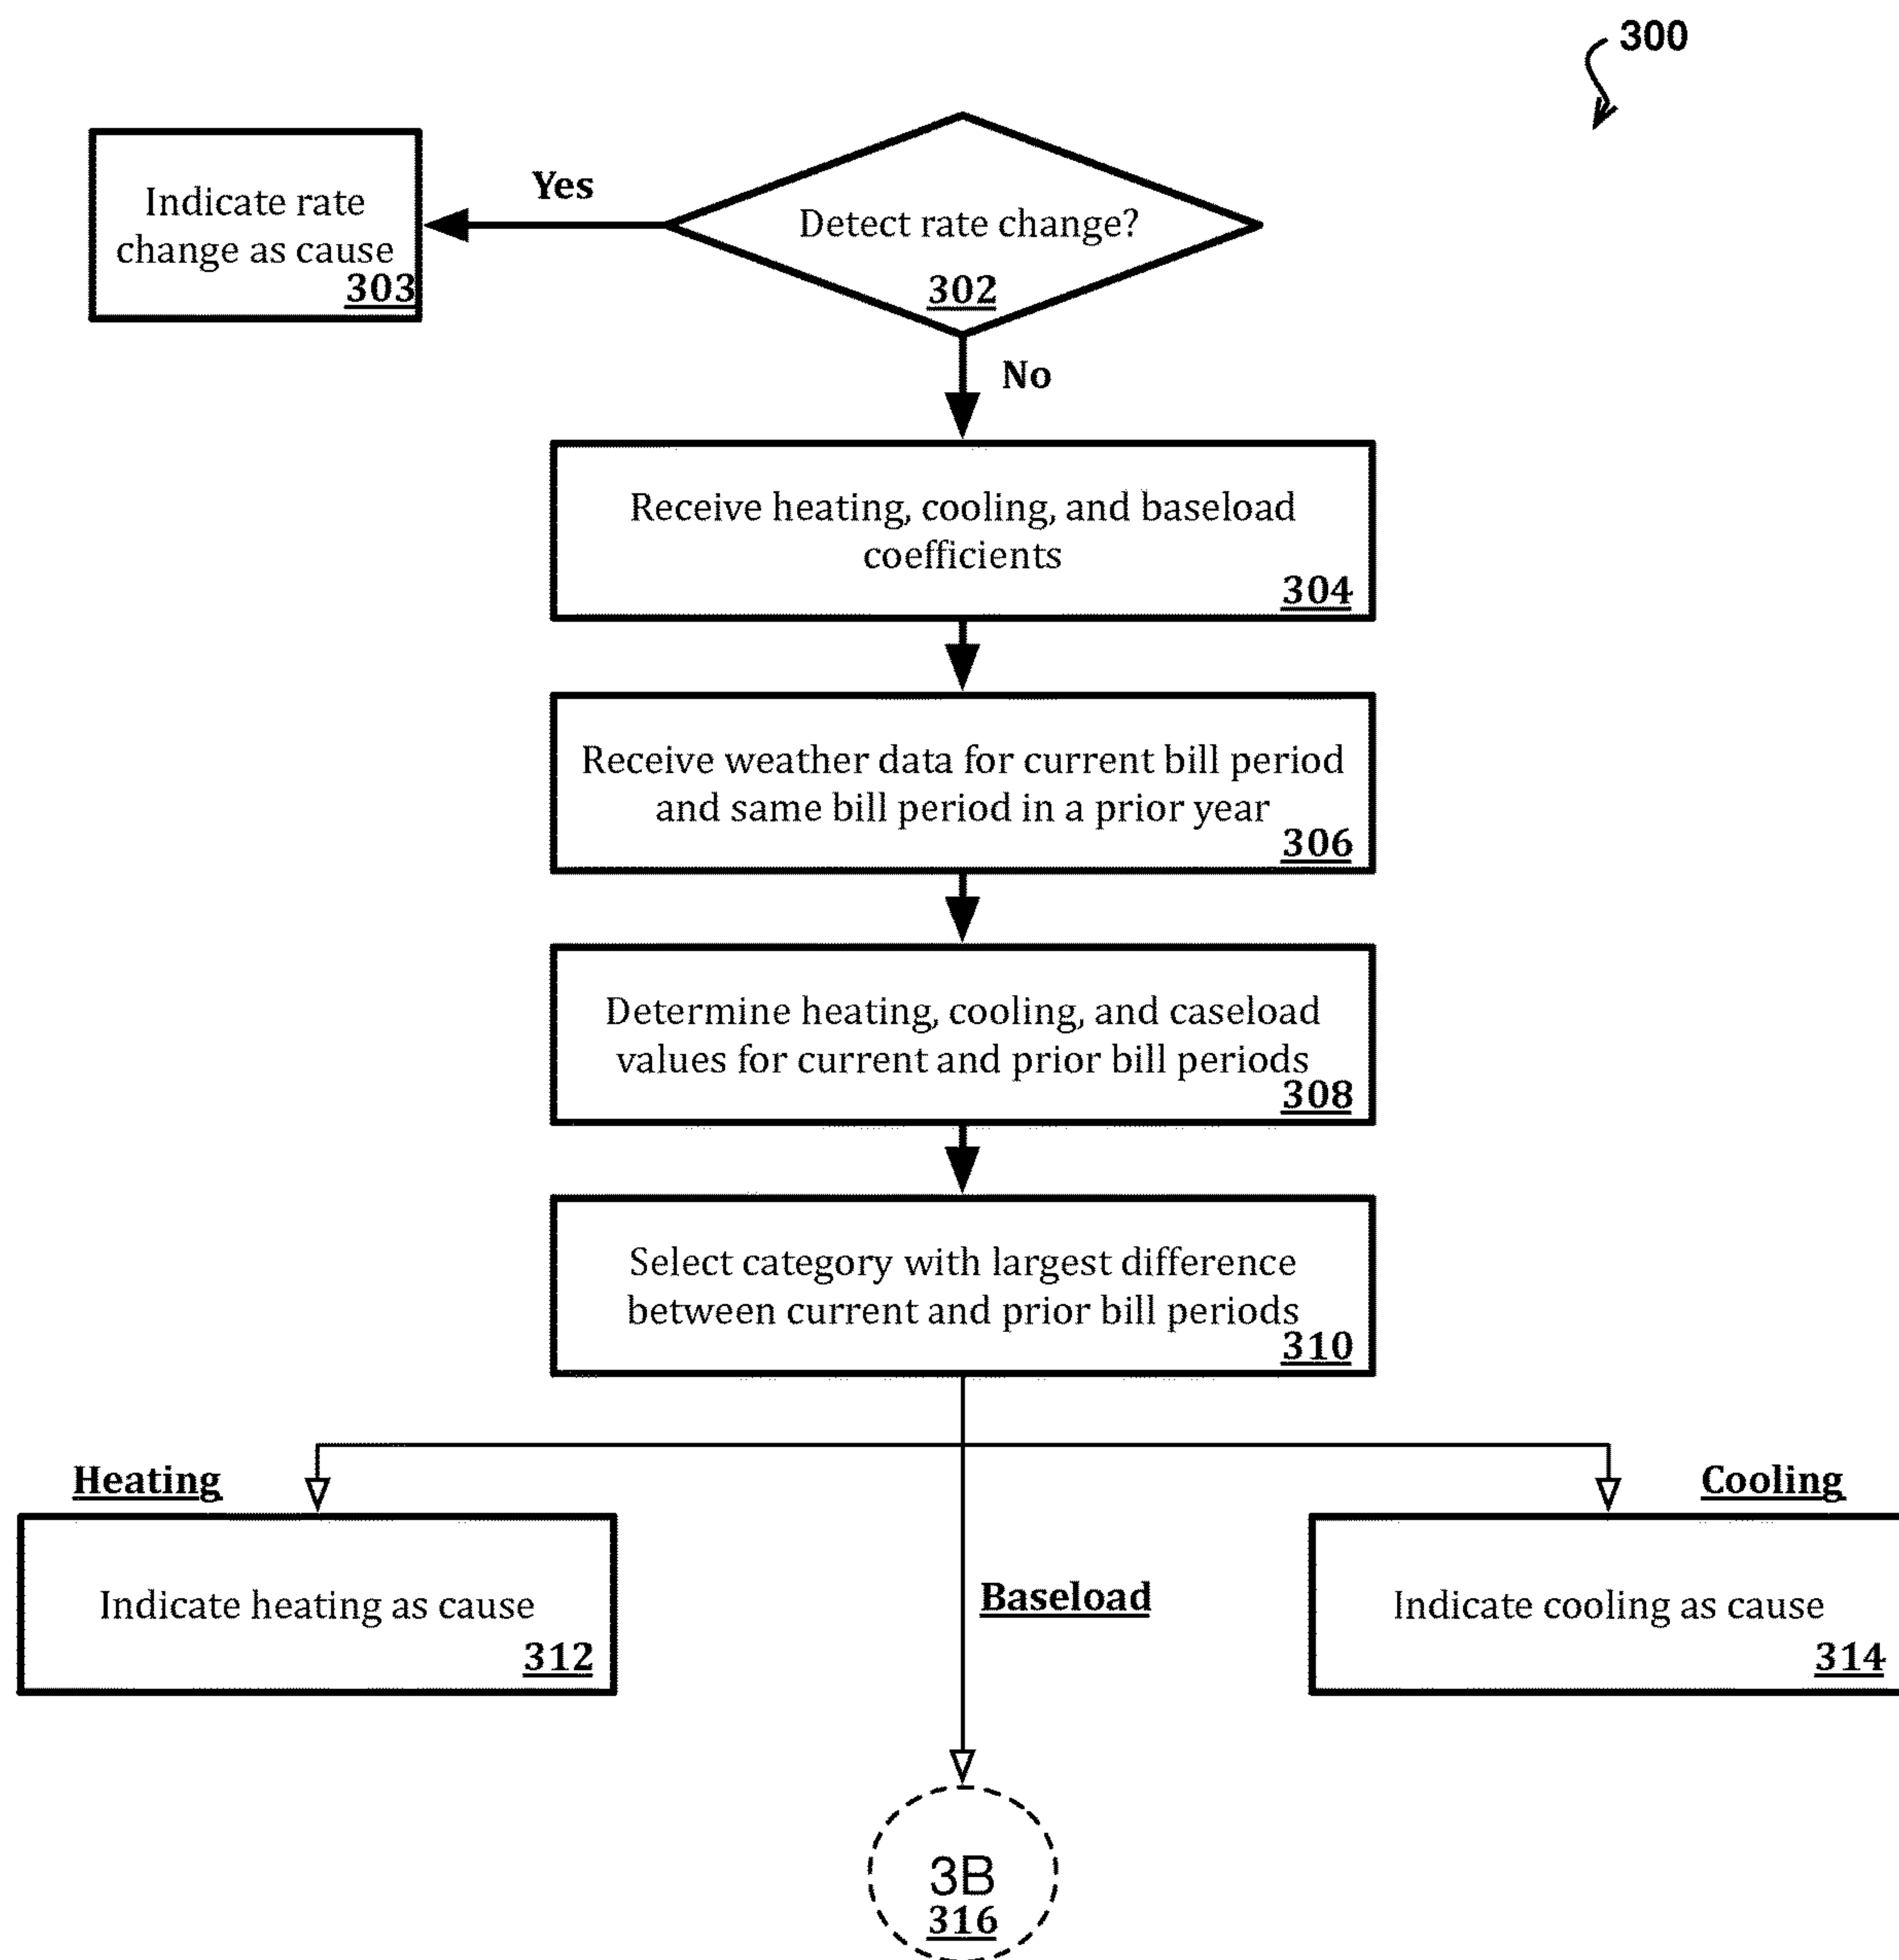 300
Indicate rate
change as cause
303
Yes
Detect rate change?
302
No
Receive heating, cooling, and baseload
coefficients
304
Receive weather data for current bill period
and same bill period in a prior year
306
Determine heating, cooling, and caseload
values for current and prior bill periods
308
Select category with largest difference
between current and prior bill periods
310
Heating
Cooling
Indicate heating as cause
312
Baseload
Indicate cooling as cause
314
3B
316